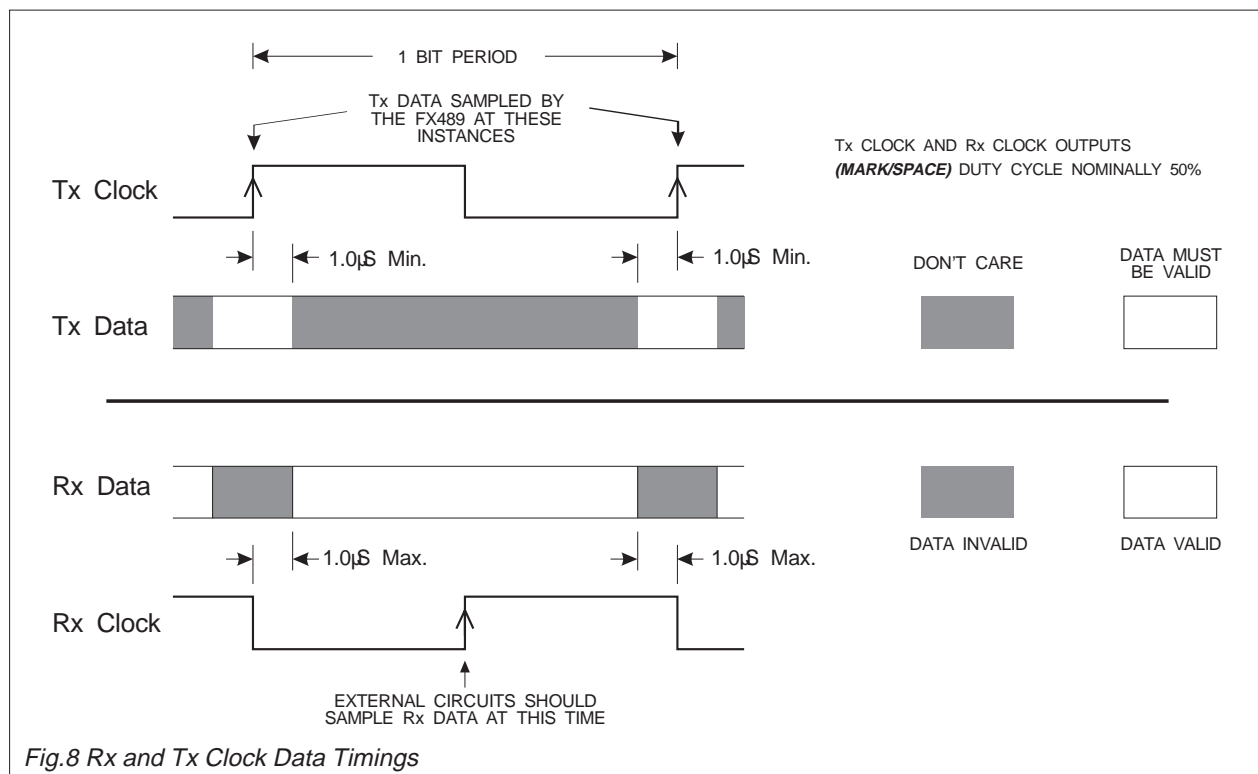 1 BIT PERIOD
Tx DATA SAMPLED BY
THE FX489 AT THESE
INSTANCES
Tx CLOCK AND Rx CLOCK OUTPUTS
(MARK/SPACE) DUTY CYCLE NOMINALLY 50%
Tx Clock
1.0µS Min.
1.0µS Min.
DON'T CARE
DATA MUST
BE VALID
Tx Data
Rx Data
1.0µS Max.
1.0µS Max.
DATA INVALID
DATA VALID
Rx Clock
EXTERNAL CIRCUITS SHOULD
SAMPLE Rx DATA AT THIS TIME
Fig.8 Rx and Tx Clock Data Timings